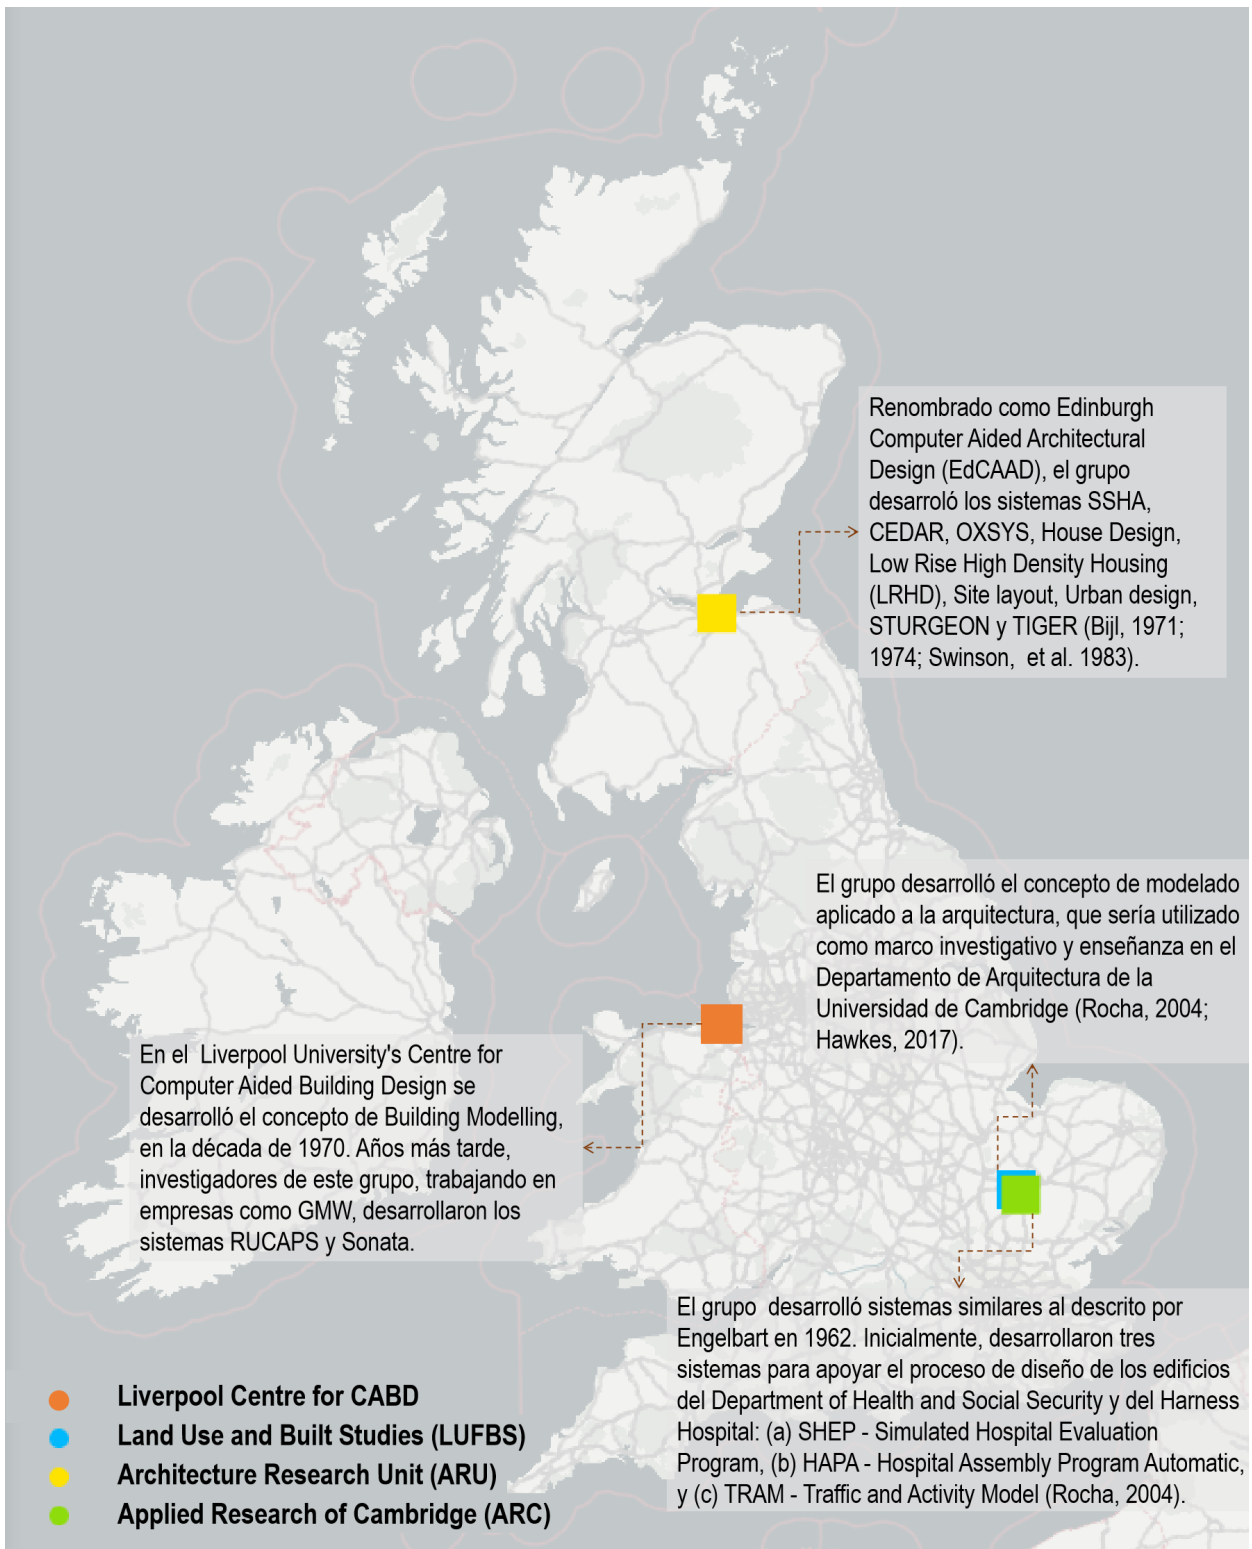 Renombrado como Edinburgh
Computer Aided Architectural
Design (EdCAAD), el grupo
desarroló los sistemas SSHA,
CEDAR, OXSYS, House Design,
Low Rise High Density Housing
(LRHD), Site layout, Urban design,
STURGEON y TIGER (Bijl, 1971;
1974; Swinson, et al. 1983).
El grupo desarrolló el concepto de modelado
aplicado a la arquitectura, que sería utilizado
como marco investigativo y enseñanza en el
Departamento de Arquitectura de la
Universidad de Cambridge (Rocha, 2004;
Hawkes, 2017).
En el Liverpool University's Centre for
Computer Aided Building Design se
desarrolló el concepto de Building Modelling,
en la década de 1970. Años más tarde,
investigadores de este grupo, trabajando en
empresas como GMW, desarrollaron los
sistemas RUCAPS y Sonata.
El grupo desarrolló sistemas similares al descrito por
Engelbart en 1962. Inicialmente, desarrollaron tres
sistemas para apoyar el proceso de diseño de los edificios
del Department of Health and Social Security y del Harness
Hospital: (a) SHEP - Simulated Hospital Evaluation
Program, (b) HAPA - Hospital Assembly Program Automatic,
y (c) TRAM - Traffic and Activity Model (Rocha, 2004).
Liverpool Centre for CABD
Land Use and Built Studies (LUFBS)
Architecture Research Unit (ARU)
Applied Research of Cambridge (ARC)